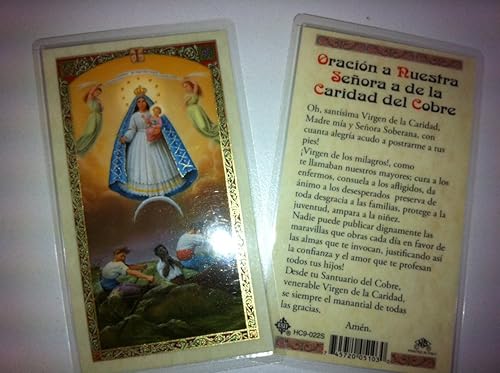 Oración a Nuestra
Señora a de la
Caridad del Cobre
Oh, santísima Virgen de la Caridad,
Madre mía y Señora Soberana, con
cuanta alegría acudo a postrarme a tus
pies!
¡Virgen de los milagros!, como
te llamaban nuestros mayores; cura a los
enfermos, consuela a los afligidos, da
ánimo a los desesperados preserva de
toda desgracia a las familias, protege a la
juventud, ampara a la niñez.
Nadie puede publicar dignamente las
maravillas que obras cada día en favor de
las almas que te invocan, justificando así
la confianza y el amor que te profesan
todos tus hijos!
Desde tu Santuario del Cobre,
venerable Virgen de la Caridad,
se siempre el manantial de todas
las gracias.
Amén.
HC9-022S